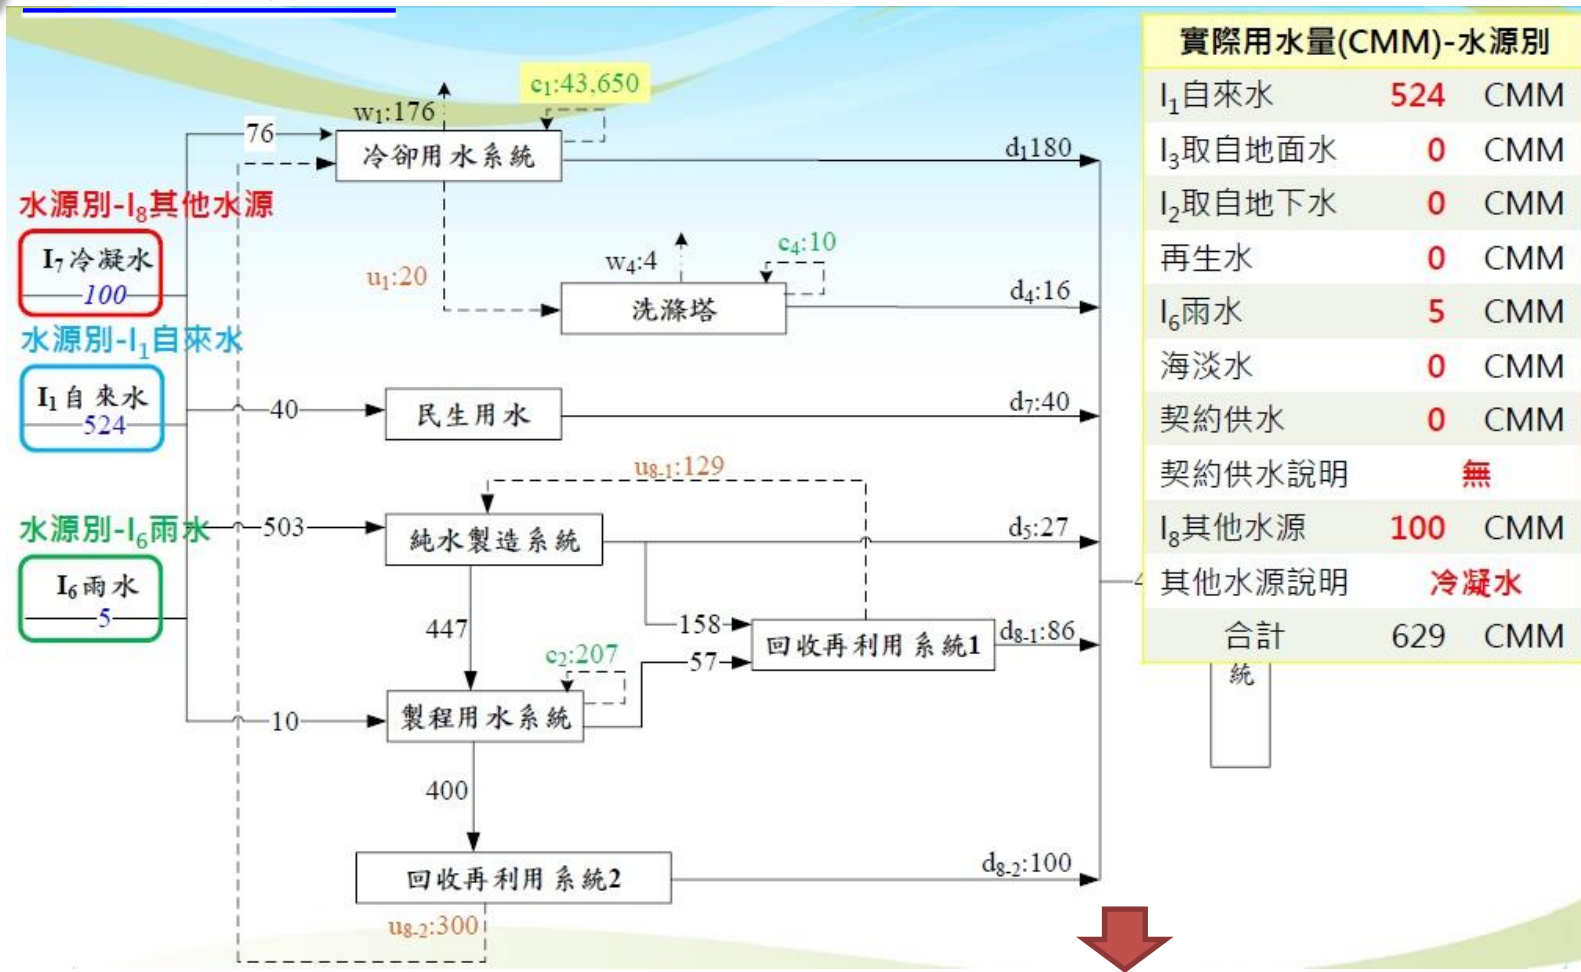 實際用水量(CMM)-水源別
I₁自來水 524 CMM
I₃取自地面水 0 CMM
I₂取自地下水 0 CMM
再生水 0 CMM
I₆雨水 5 CMM
海淡水 0 CMM
契約供水 0 CMM
契約供水說明 無
I₈其他水源 100 CMM
其他水源說明 冷凝水
合計 629 CMM
c₁:43,650
w₁:176
76
冷卻用水系統
d₁180
水源別-I₈其他水源
I₇冷凝水
100
u₁:20
w₄:4
c₄:10
洗滌塔
d₄:16
水源別-I₁自來水
I₁自來水
524
40
民生用水
d₇:40
u₈₋₁:129
水源別-I₆雨水
503
純水製造系統
d₅:27
I₆雨水
5
447
158
回收再利用系統1
d₈₋₁:86
4
統
c₂:207
57
10
製程用水系統
400
回收再利用系統2
d₈₋₂:100
u₈₋₂:300